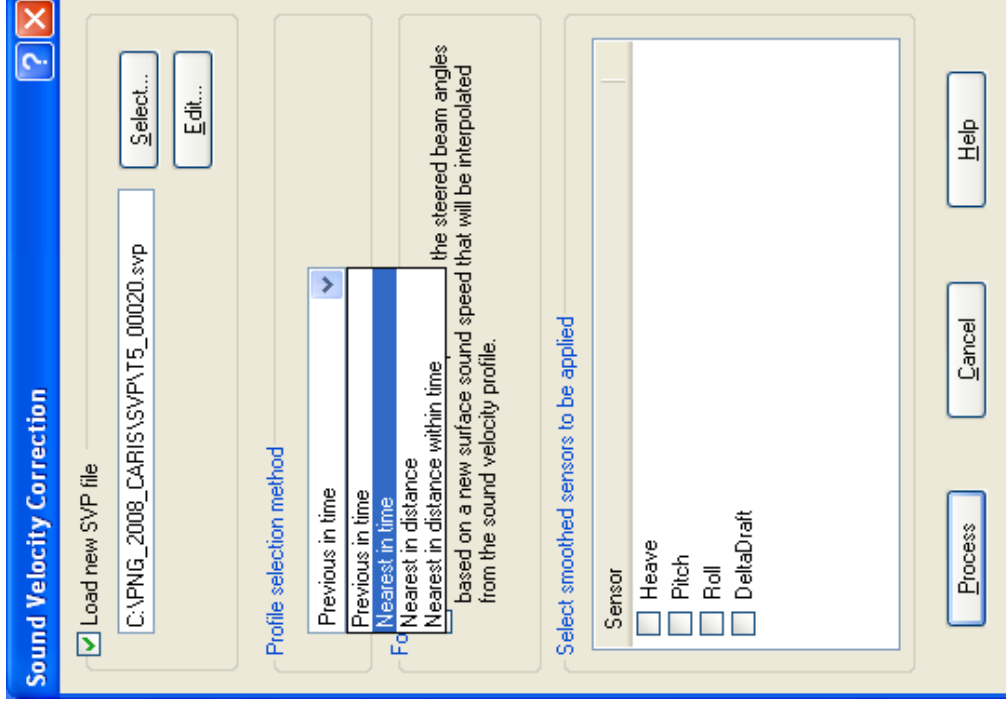 Sound Velocity Correction
Load new SVP file
C:\PNG_2008_CARIS\SVP\T5_00020.svp
Select...
Edit...
Profile selection method
Previous in time
Previous in time
Nearest in time
Nearest in distance
Nearest in distance within time
Fo
the steered beam angles
based on a new surface sound speed that will be interpolated
from the sound velocity profile.
Select smoothed sensors to be applied
Sensor
Heave
Pitch
Roll
DeltaDraft
Process
Cancel
Help